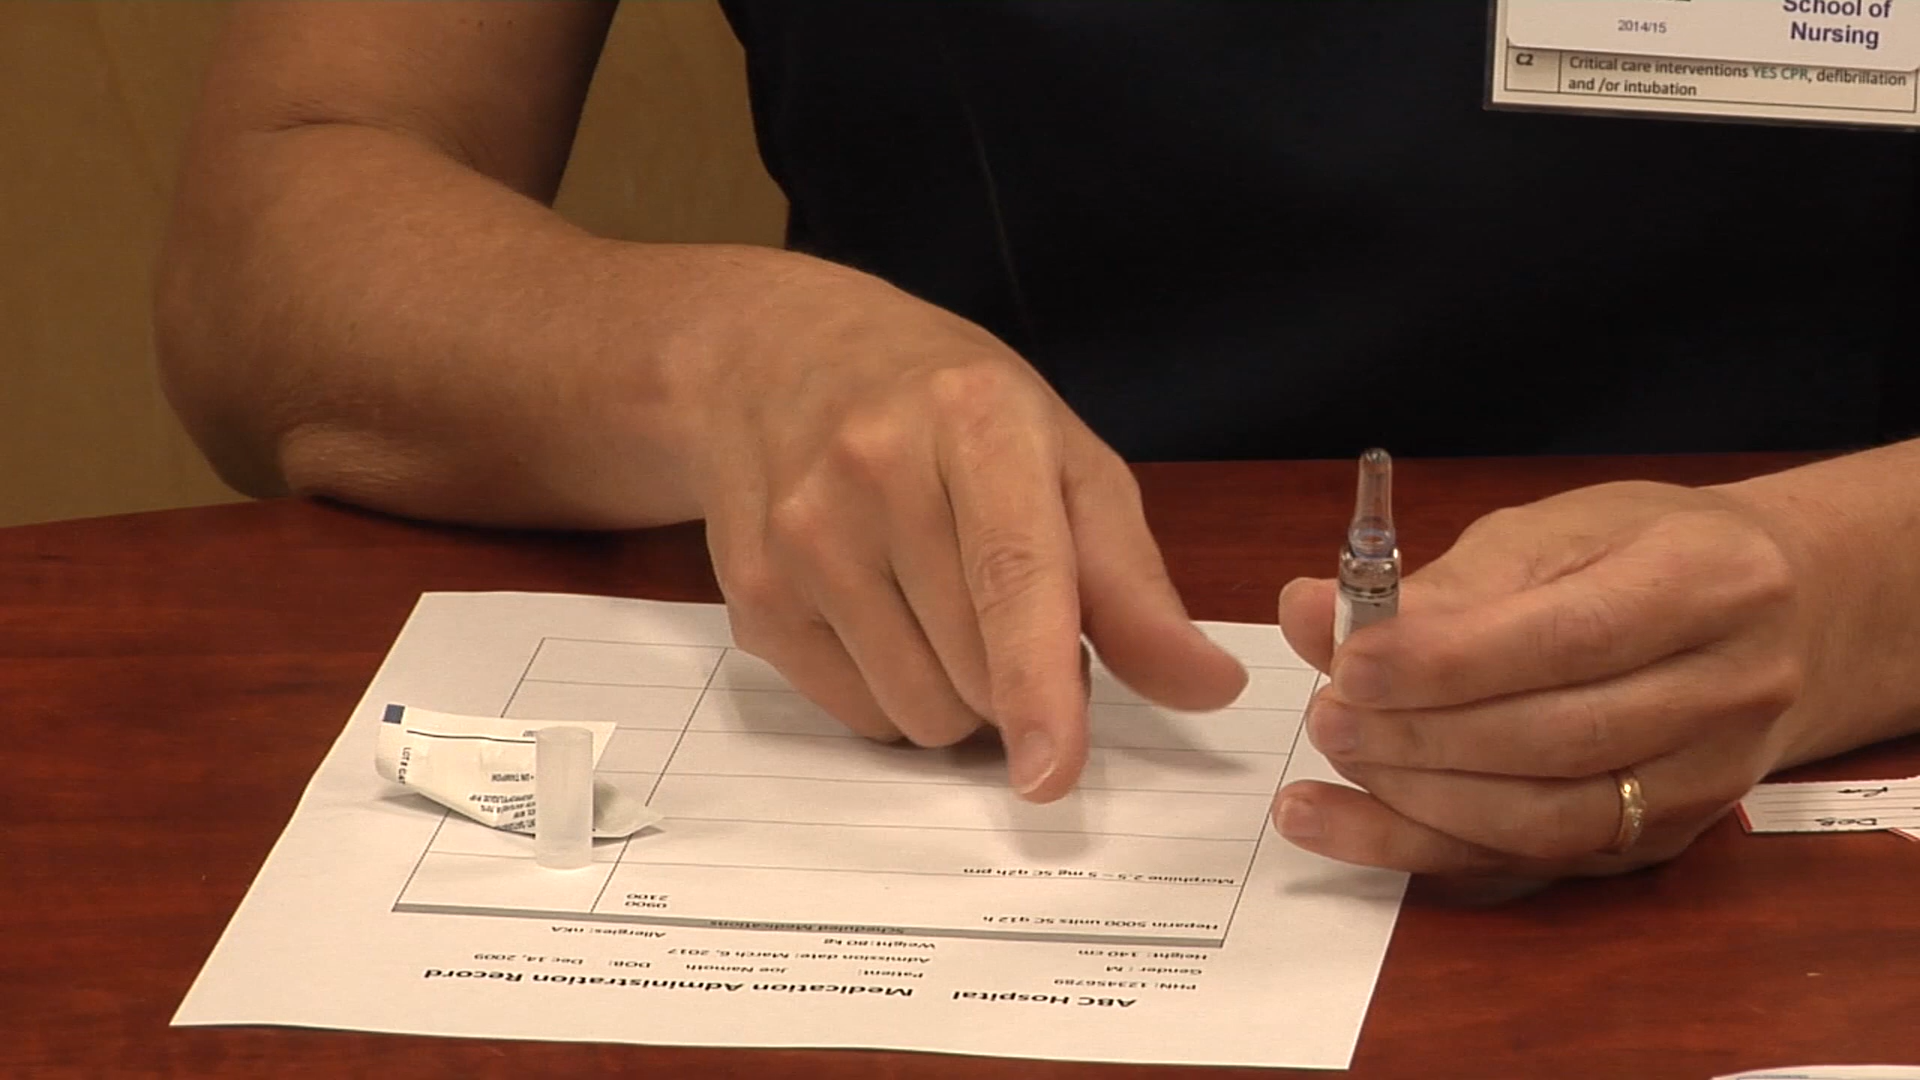 School of
Nursing
2014/15
C2
Critical care interventions YES CPR, defibrillation
and /or intubation
ABC Hospital Medication Administration Record
PHN: 123456789 Patient: Joe Namoth DOB: Dec 14, 2009
Gender: M Admission date: March 6, 2017
Height: 140 cm Weight: 80 kg Allergies: nKA
Scheduled Medications
Heparin 5000 units SC q12 h 0900
2100
Morphine 2.5 – 5 mg SC q2h prn
DOB